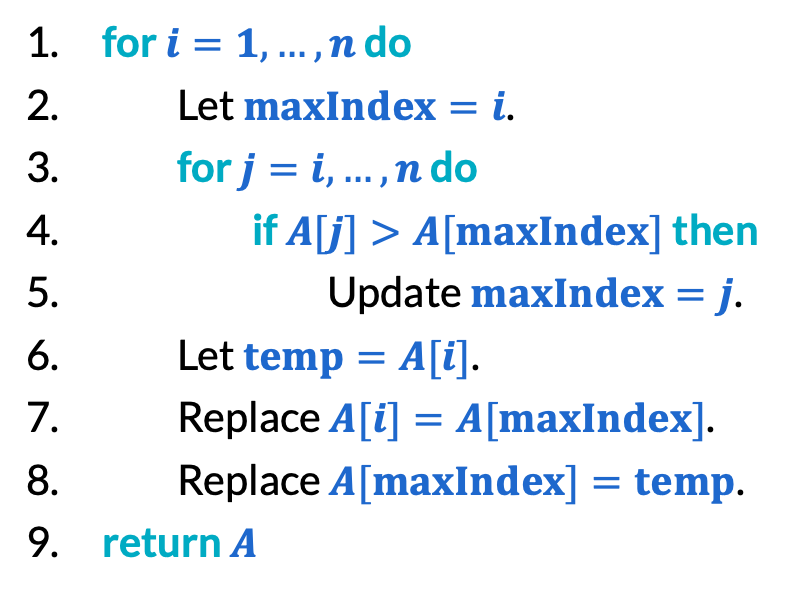 1. for i = 1, ... , n do
2. Let maxIndex = i.
3. for j = i, ... , n do
4. if A[j] > A[maxIndex] then
5. Update maxIndex = j.
6. Let temp = A[i].
7. Replace A[i] = A[maxIndex].
8. Replace A[maxIndex] = temp.
9. return A